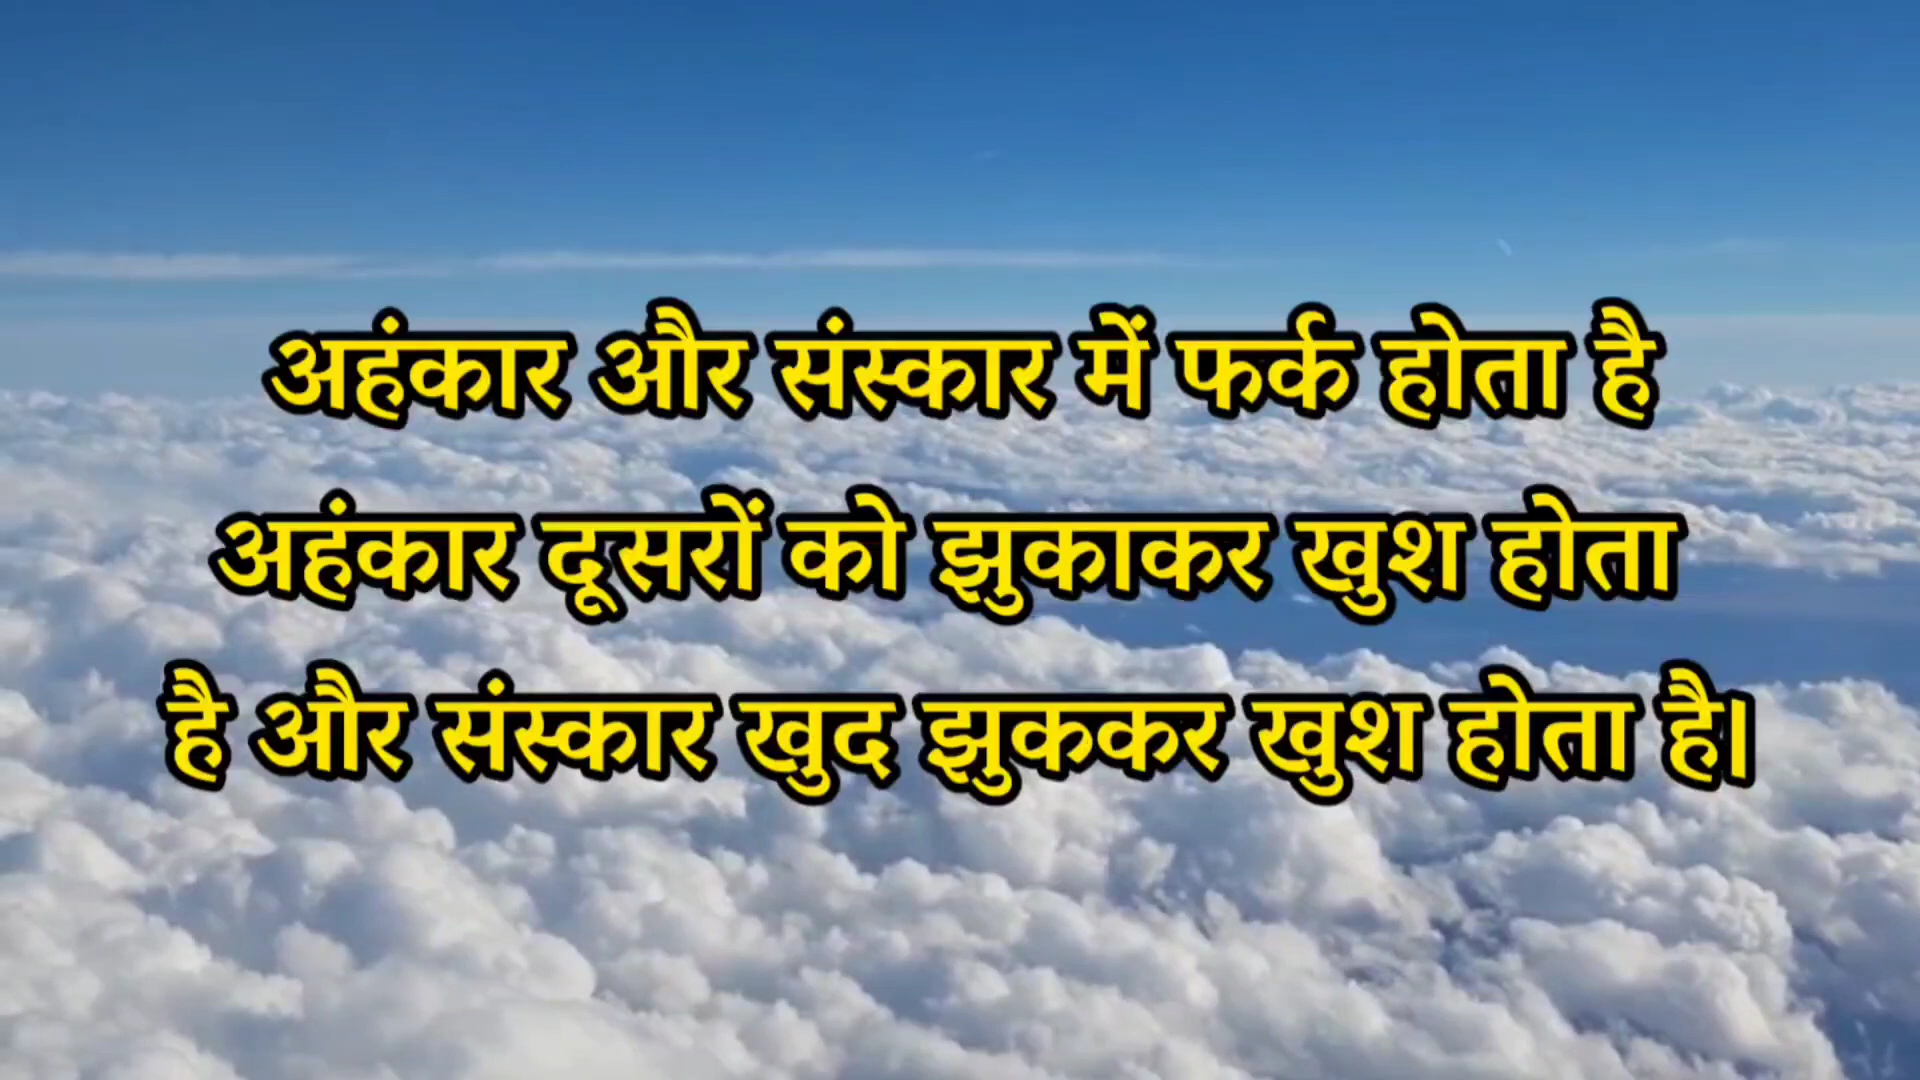 अहंकार और संस्कार में फर्क होता है
अहंकार दूसरों को झुकाकर खुश होता
है और संस्कार खुद झुककर खुश होता है।